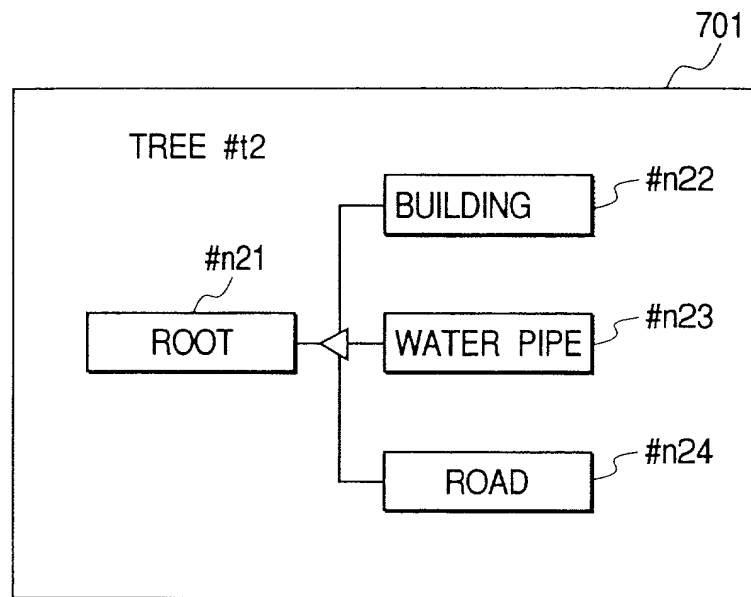 701
TREE #t2
#n22
BUILDING
#n21
ROOT
#n23
WATER PIPE
#n24
ROAD